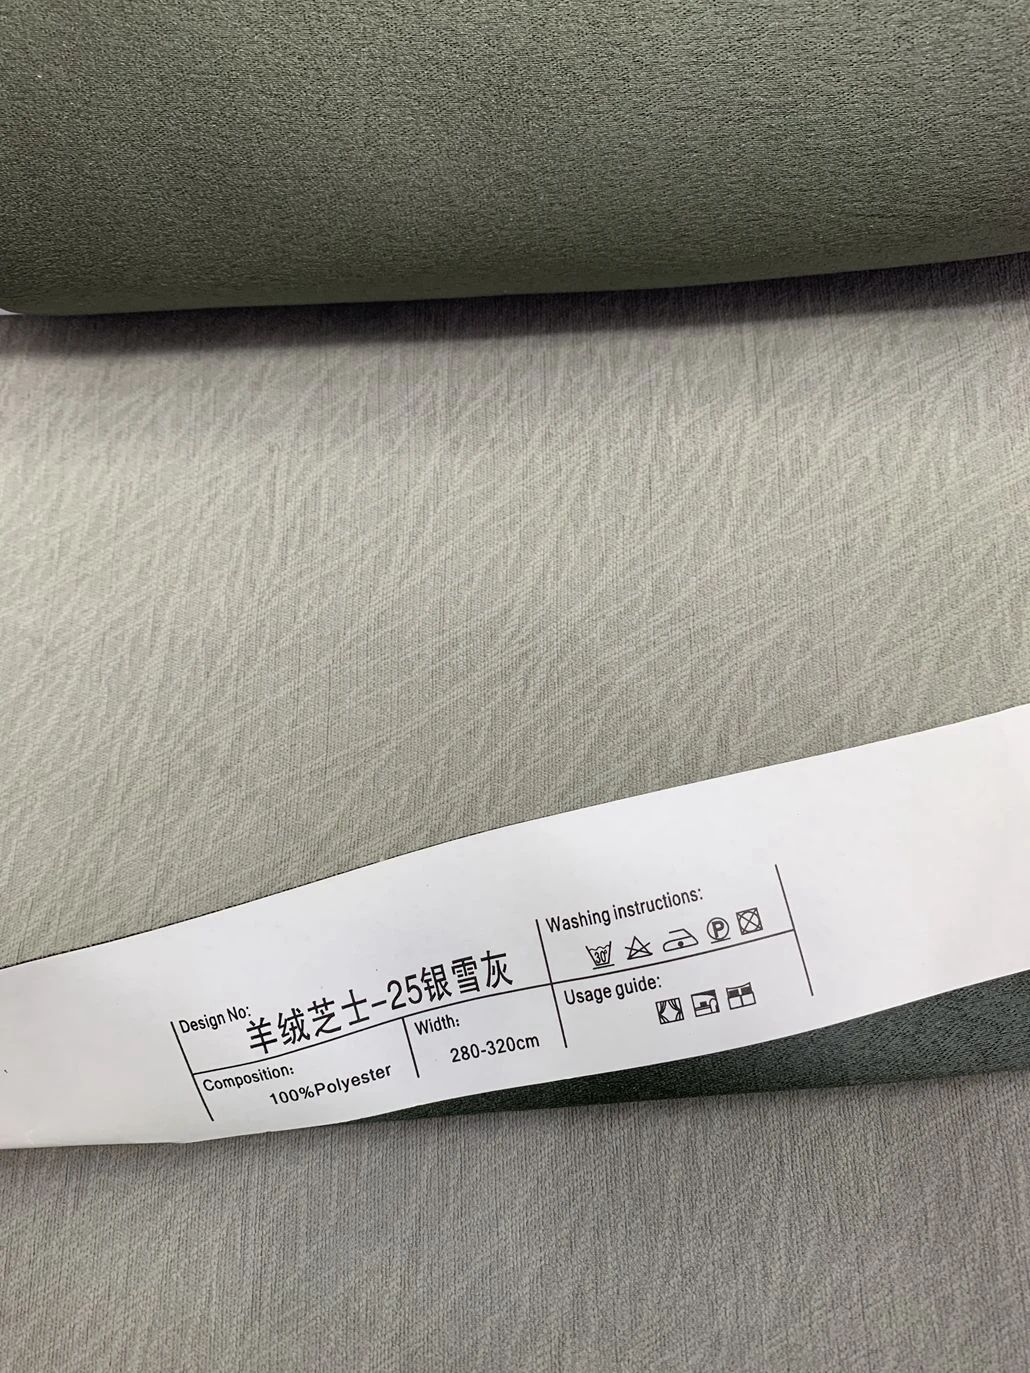 Design No:
羊绒芝士-25银雪灰
Composition:
100%Polyester
Width:
280-320cm
Washing instructions:
30°
P
Usage guide: